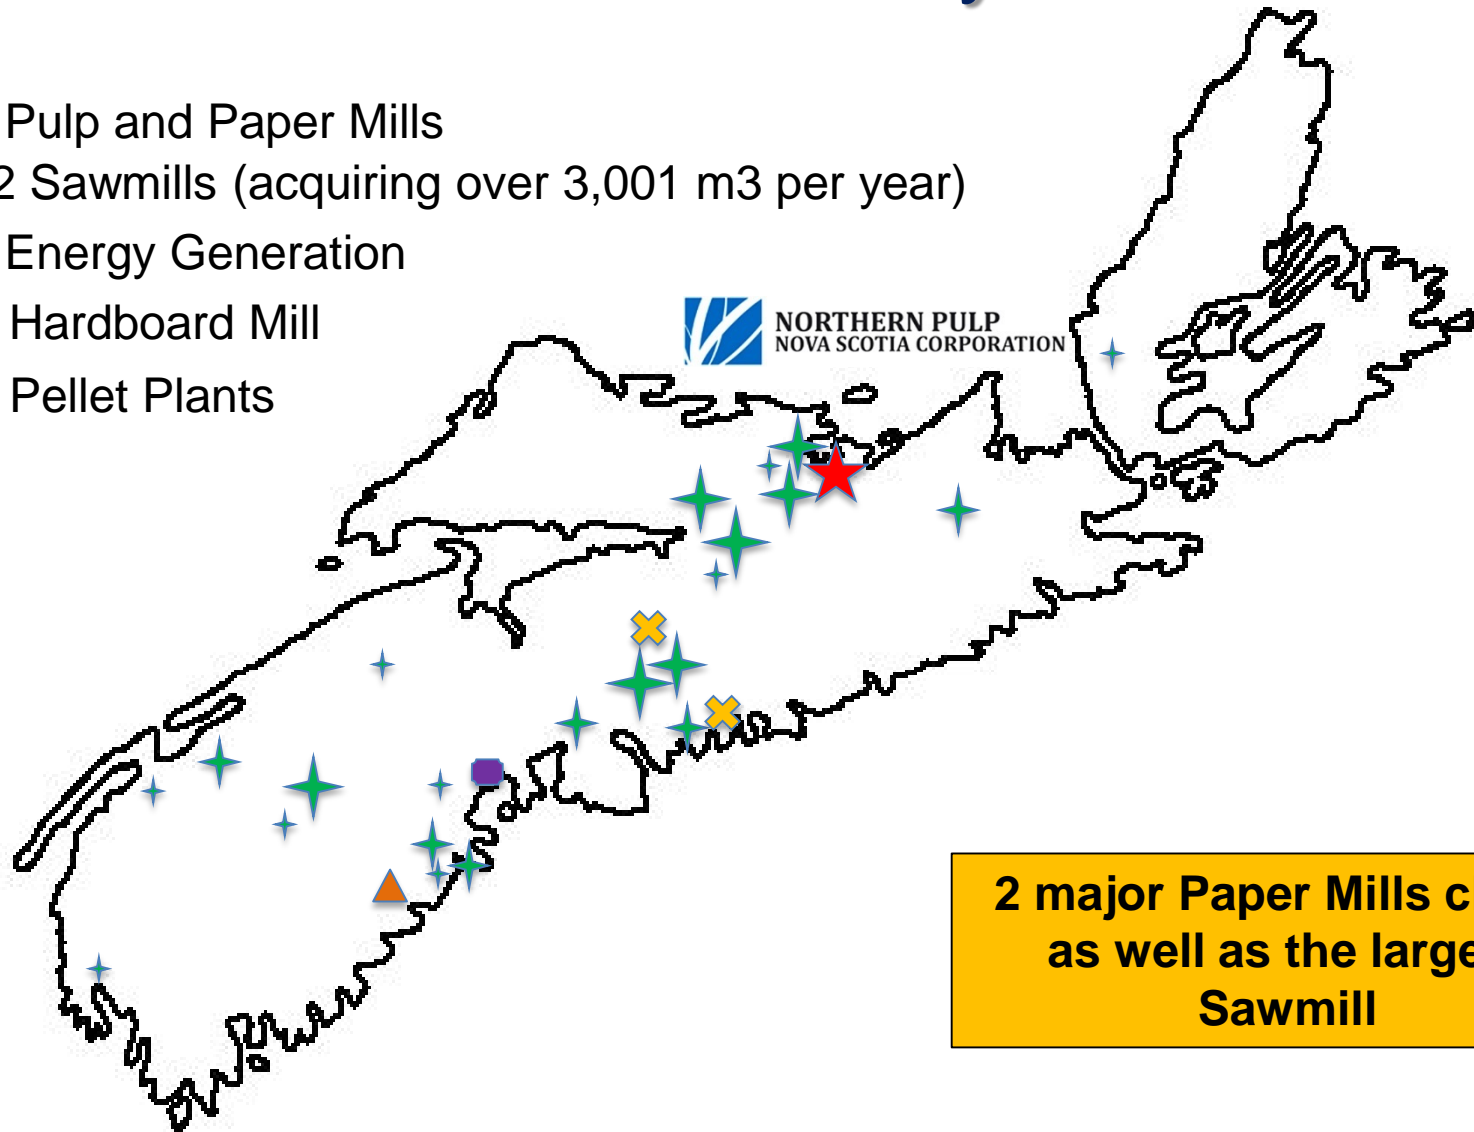 Pulp and Paper Mills
2 Sawmills (acquiring over 3,001 m3 per year)
Energy Generation
Hardboard Mill
Pellet Plants
NORTHERN PULP
NOVA SCOTIA CORPORATION
2 major Paper Mills c
as well as the large
Sawmill